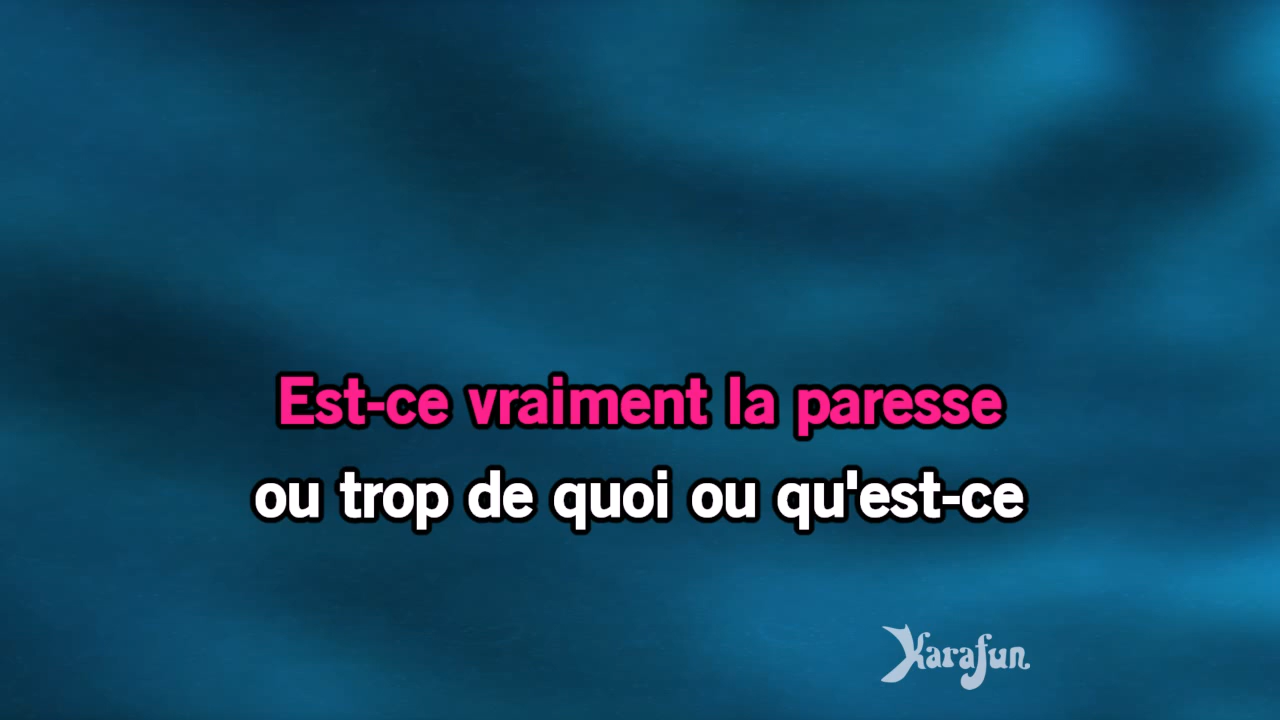 Est-ce vraiment la paresse
ou trop de quoi ou qu'est-ce
Karafun